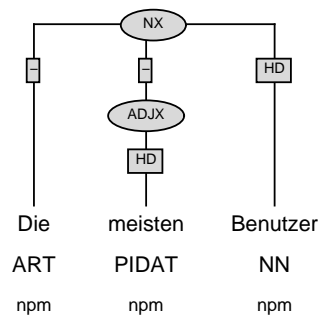 NX
– – HD
ADJX
HD
Die meisten Benutzer
ART PIDAT NN
npm npm npm